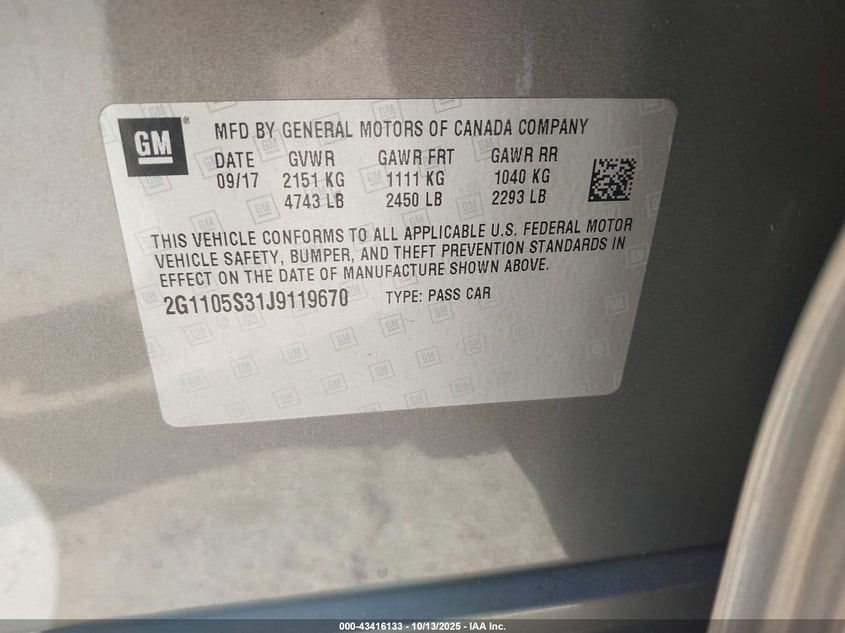 GM ® MFD BY GENERAL MOTORS OF CANADA COMPANY
DATE GVWR GAWR FRT GAWR RR
09/17 2151 KG 1111 KG 1040 KG
4743 LB 2450 LB 2293 LB
THIS VEHICLE CONFORMS TO ALL APPLICABLE U.S. FEDERAL MOTOR
VEHICLE SAFETY, BUMPER, AND THEFT PREVENTION STANDARDS IN
EFFECT ON THE DATE OF MANUFACTURE SHOWN ABOVE.
2G1105S31J9119670 TYPE: PASS CAR
000-43416133 - 10/13/2025 - IAA Inc.